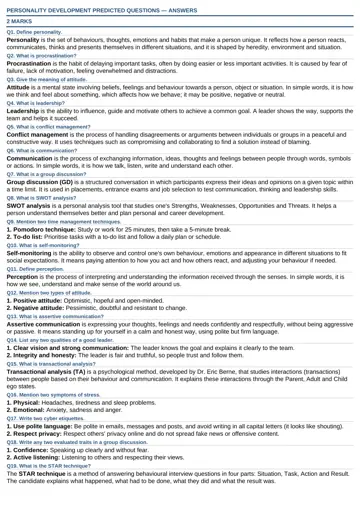 PERSONALITY DEVELOPMENT PREDICTED QUESTIONS — ANSWERS
2 MARKS
Q1. Define personality.
Personality is the set of behaviours, thoughts, emotions and habits that make a person unique. It reflects how a person reacts,
communicates, thinks and presents themselves in different situations, and it is shaped by heredity, environment and situation.
Q2. What is procrastination?
Procrastination is the habit of delaying important tasks, often by doing easier or less important activities. It is caused by fear of
failure, lack of motivation, feeling overwhelmed and distractions.
Q3. Give the meaning of attitude.
Attitude is a mental state involving beliefs, feelings and behaviour towards a person, object or situation. In simple words, it is how
we think and feel about something, which affects how we behave; it may be positive, negative or neutral.
Q4. What is leadership?
Leadership is the ability to influence, guide and motivate others to achieve a common goal. A leader shows the way, supports the
team and helps it succeed.
Q5. What is conflict management?
Conflict management is the process of handling disagreements or arguments between individuals or groups in a peaceful and
constructive way. It uses techniques such as compromising and collaborating to find a solution instead of blaming.
Q6. What is communication?
Communication is the process of exchanging information, ideas, thoughts and feelings between people through words, symbols
or actions. In simple words, it is how we talk, listen, write and understand each other.
Q7. What is a group discussion?
Group discussion (GD) is a structured conversation in which participants express their ideas and opinions on a given topic within
a time limit. It is used in placements, entrance exams and job selection to test communication, thinking and leadership skills.
Q8. What is SWOT analysis?
SWOT analysis is a personal analysis tool that studies one's Strengths, Weaknesses, Opportunities and Threats. It helps a
person understand themselves better and plan personal and career development.
Q9. Mention two time management techniques.
1. Pomodoro technique: Study or work for 25 minutes, then take a 5-minute break.
2. To-do list: Prioritise tasks with a to-do list and follow a daily plan or schedule.
Q10. What is self-monitoring?
Self-monitoring is the ability to observe and control one's own behaviour, emotions and appearance in different situations to fit
social expectations. It means paying attention to how you act and how others react, and adjusting your behaviour if needed.
Q11. Define perception.
Perception is the process of interpreting and understanding the information received through the senses. In simple words, it is
how we see, understand and make sense of the world around us.
Q12. Mention two types of attitude.
1. Positive attitude: Optimistic, hopeful and open-minded.
2. Negative attitude: Pessimistic, doubtful and resistant to change.
Q13. What is assertive communication?
Assertive communication is expressing your thoughts, feelings and needs confidently and respectfully, without being aggressive
or passive. It means standing up for yourself in a calm and honest way, using polite but firm language.
Q14. List any two qualities of a good leader.
1. Clear vision and strong communication: The leader knows the goal and explains it clearly to the team.
2. Integrity and honesty: The leader is fair and truthful, so people trust and follow them.
Q15. What is transactional analysis?
Transactional analysis (TA) is a psychological method, developed by Dr. Eric Berne, that studies interactions (transactions)
between people based on their behaviour and communication. It explains these interactions through the Parent, Adult and Child
ego states.
Q16. Mention two symptoms of stress.
1. Physical: Headaches, tiredness and sleep problems.
2. Emotional: Anxiety, sadness and anger.
Q17. Write two cyber etiquettes.
1. Use polite language: Be polite in emails, messages and posts, and avoid writing in all capital letters (it looks like shouting).
2. Respect privacy: Respect others' privacy online and do not spread fake news or offensive content.
Q18. Write any two evaluated traits in a group discussion.
1. Confidence: Speaking up clearly and without fear.
2. Active listening: Listening to others and respecting their views.
Q19. What is the STAR technique?
The STAR technique is a method of answering behavioural interview questions in four parts: Situation, Task, Action and Result.
The candidate explains what happened, what had to be done, what they did and what the result was.